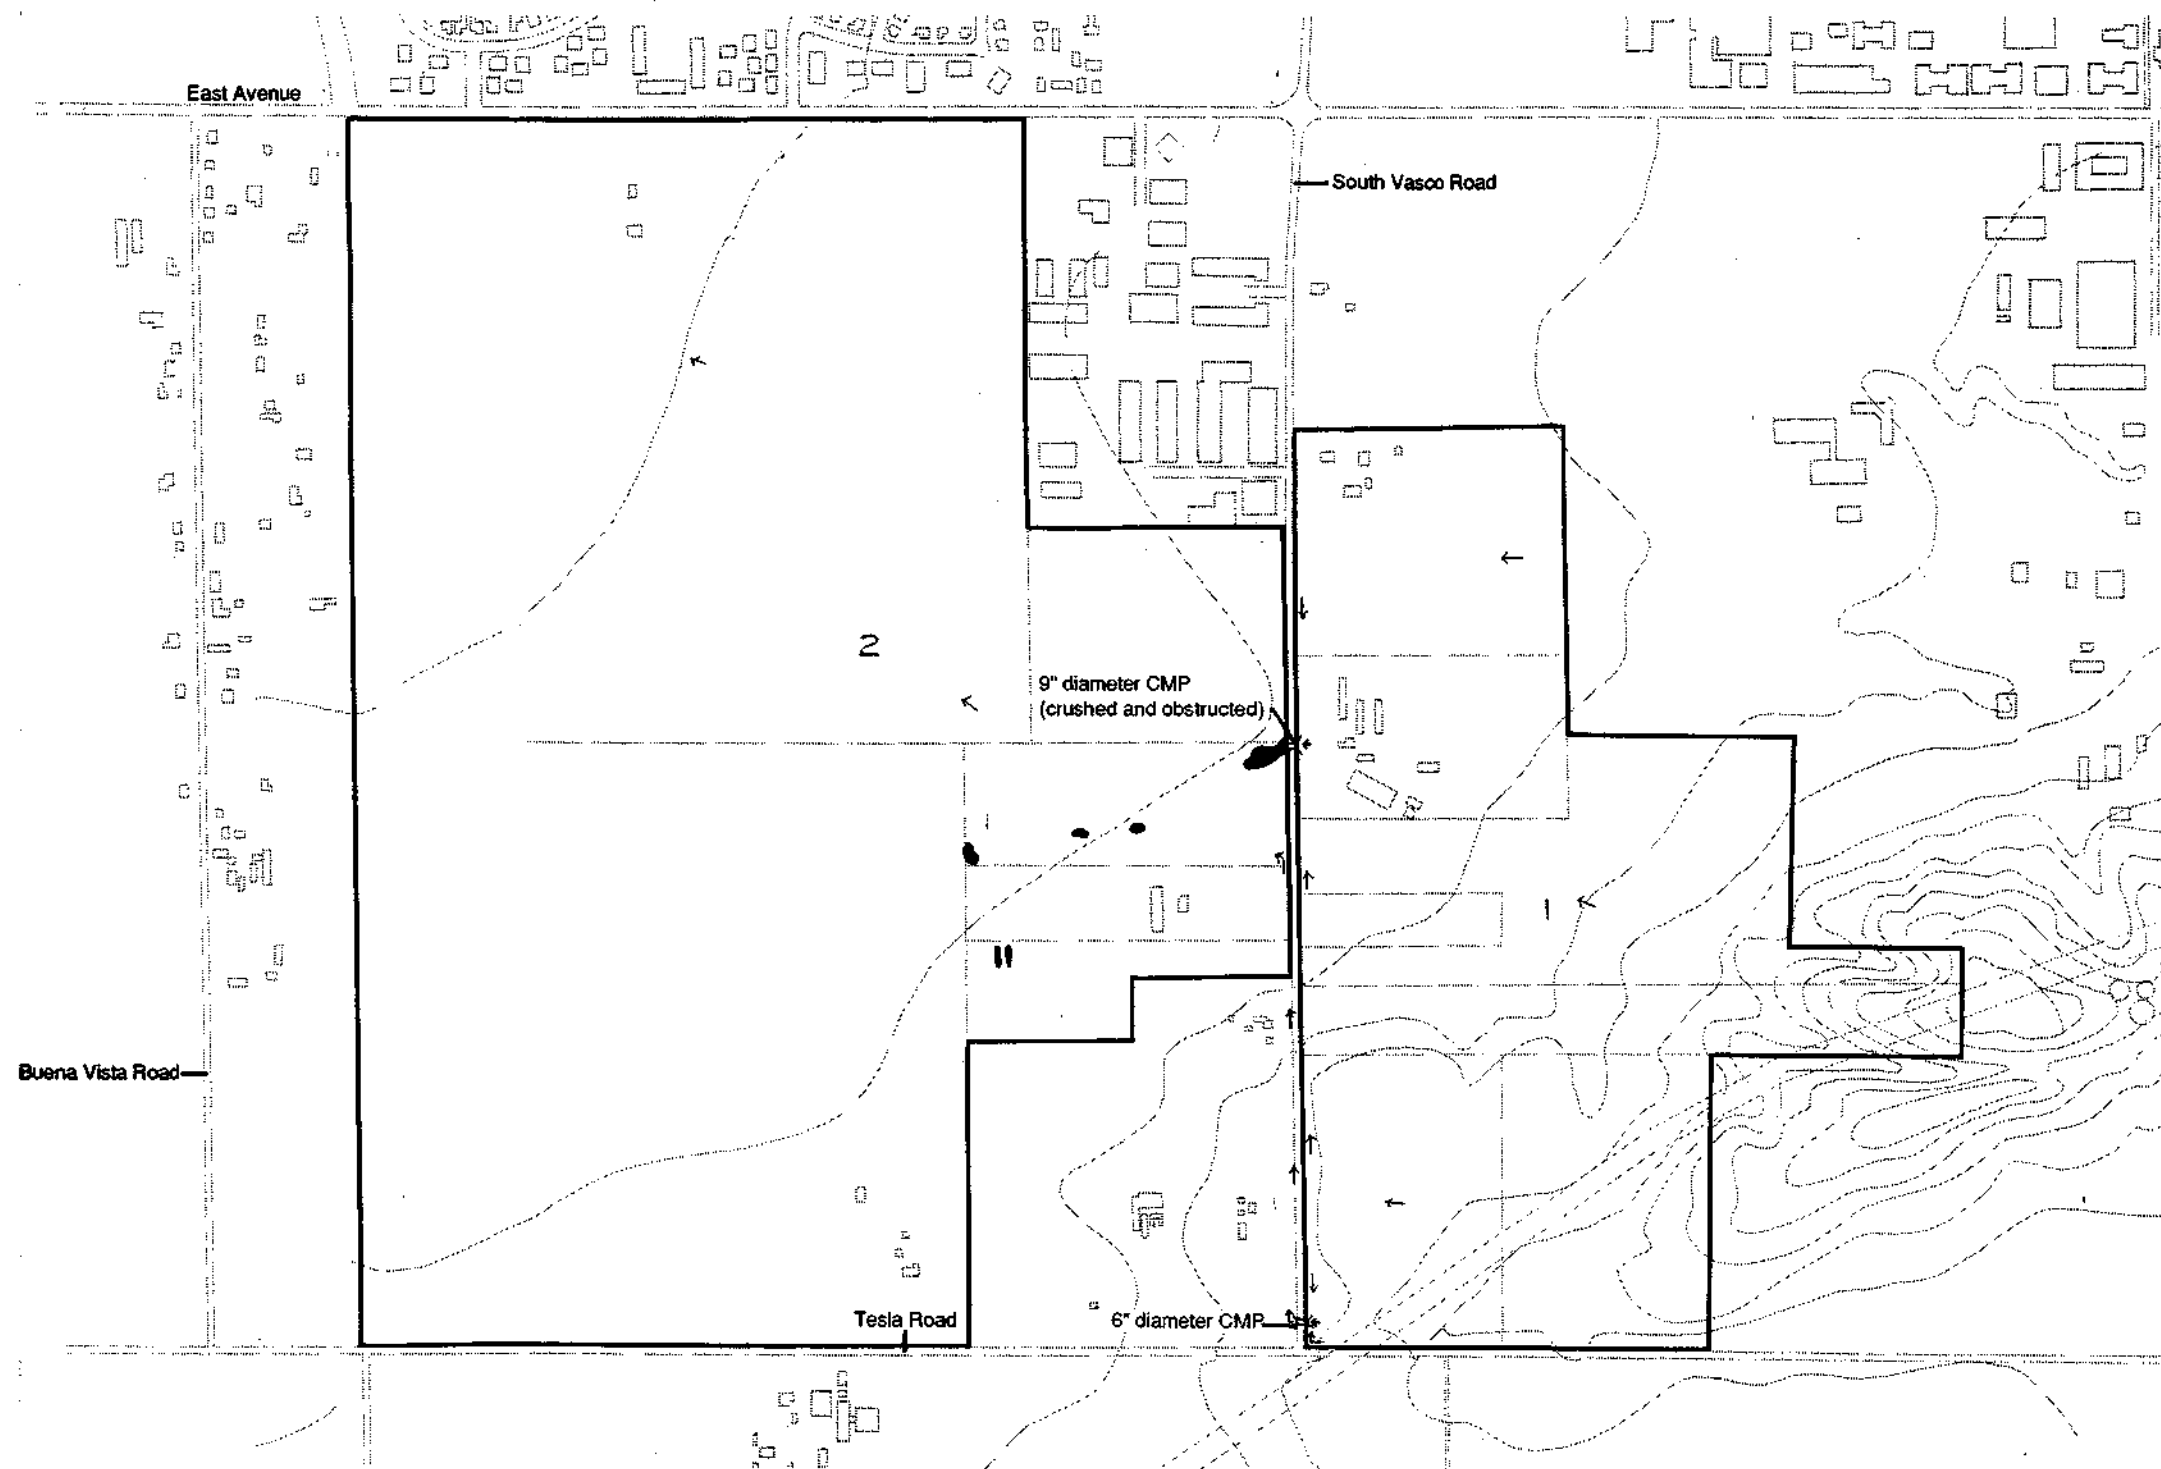 East Avenue
South Vasco Road
2
9" diameter CMP
(crushed and obstructed)
1
Buena Vista Road
Tesla Road
6" diameter CMP